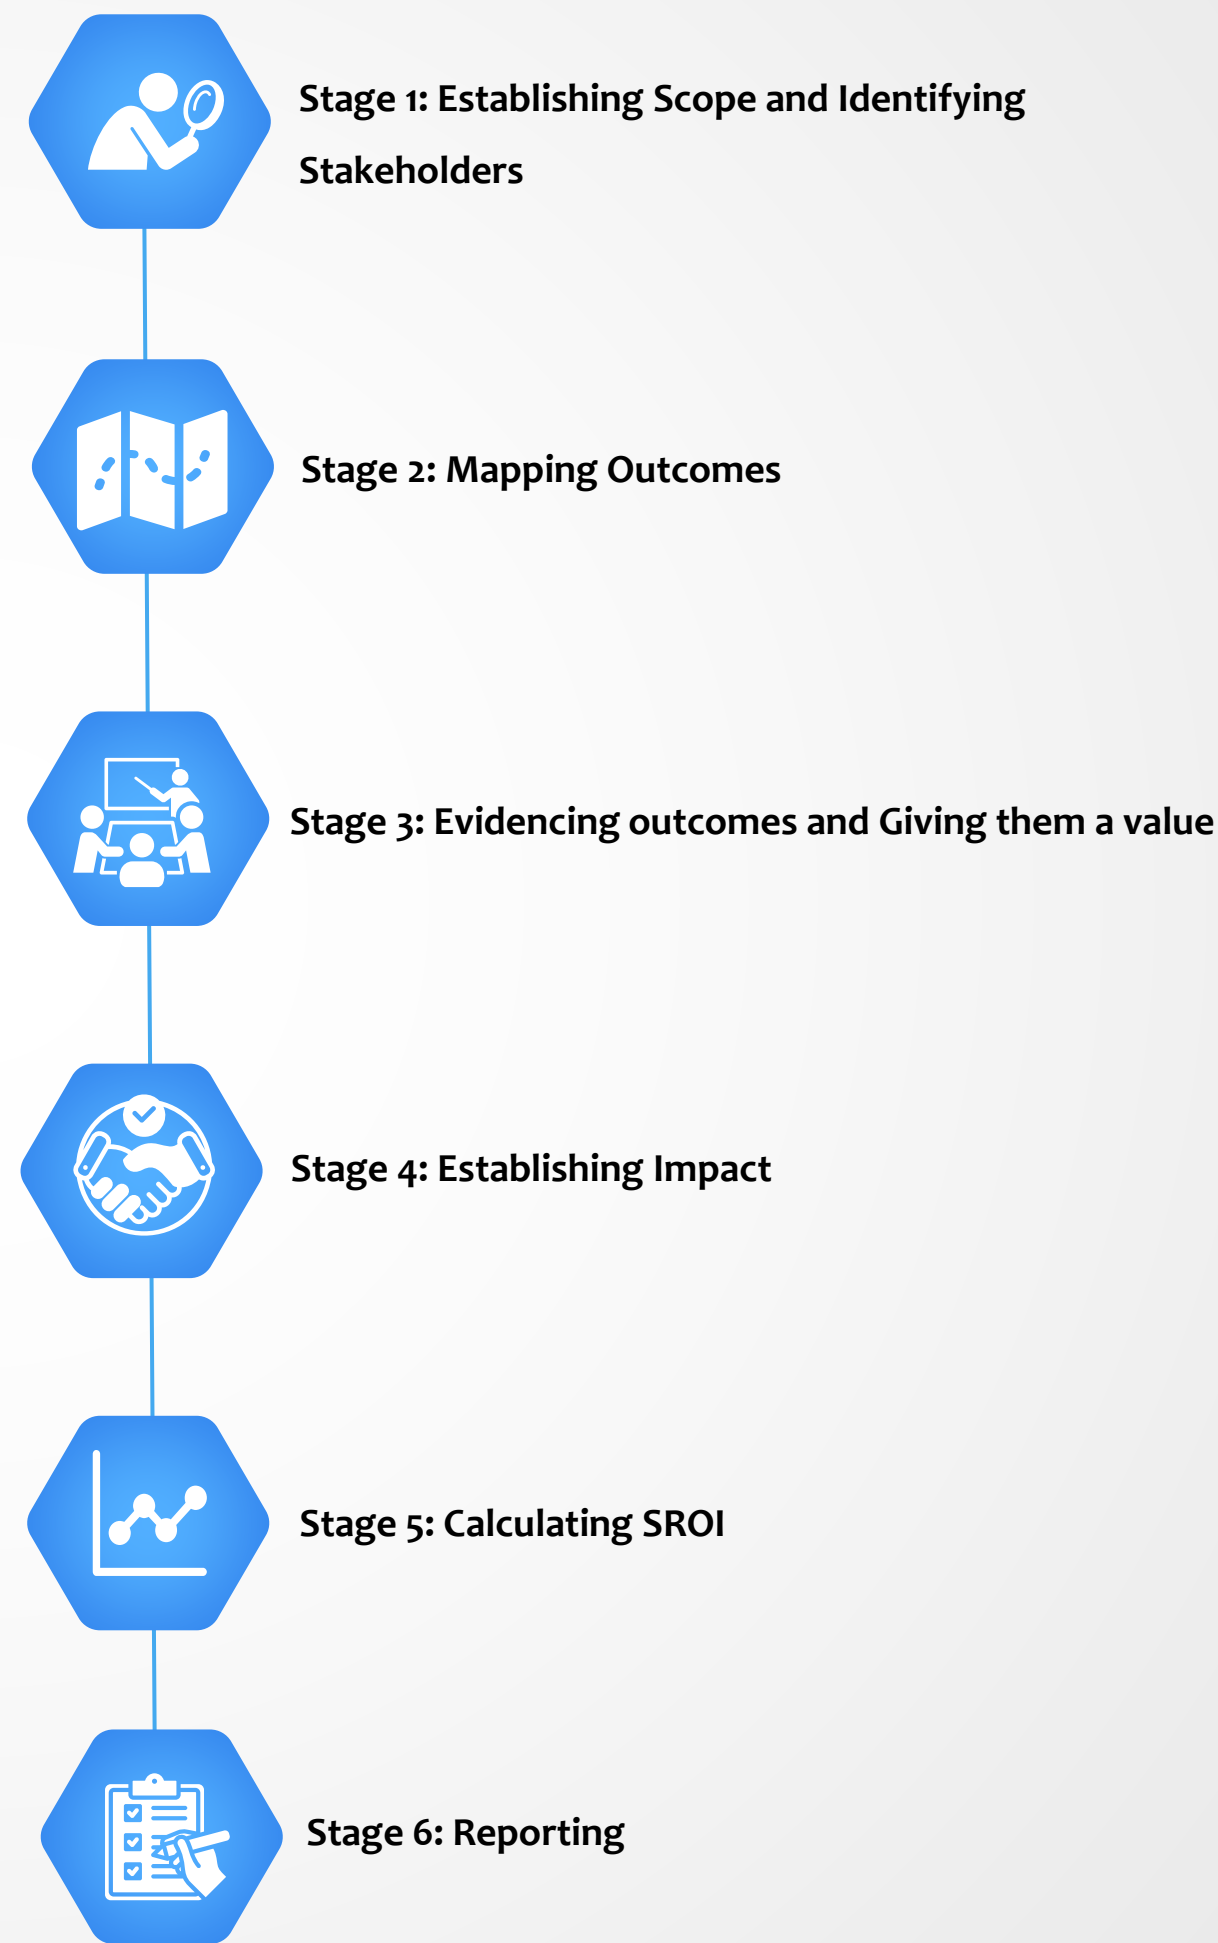 Stage 1: Establishing Scope and Identifying
Stakeholders
Stage 2: Mapping Outcomes
Stage 3: Evidencing outcomes and Giving them a value
Stage 4: Establishing Impact
Stage 5: Calculating SROI
Stage 6: Reporting